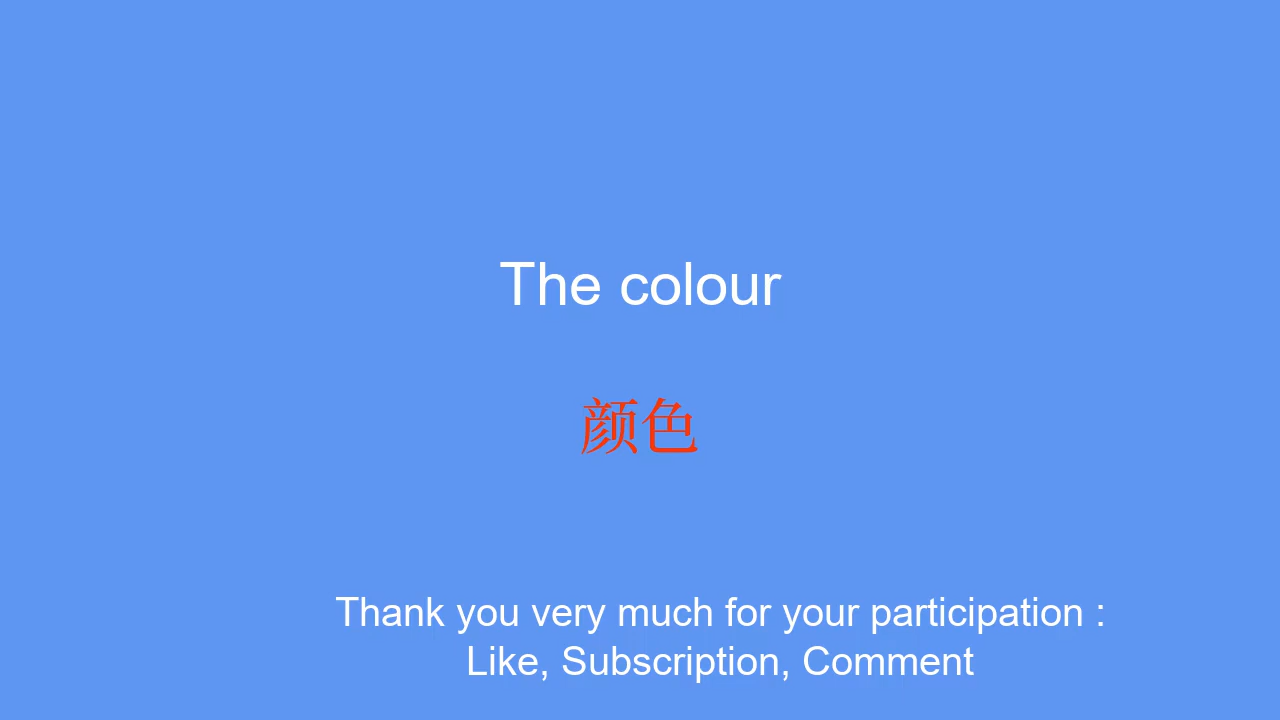 The colour
颜色
Thank you very much for your participation :
Like, Subscription, Comment